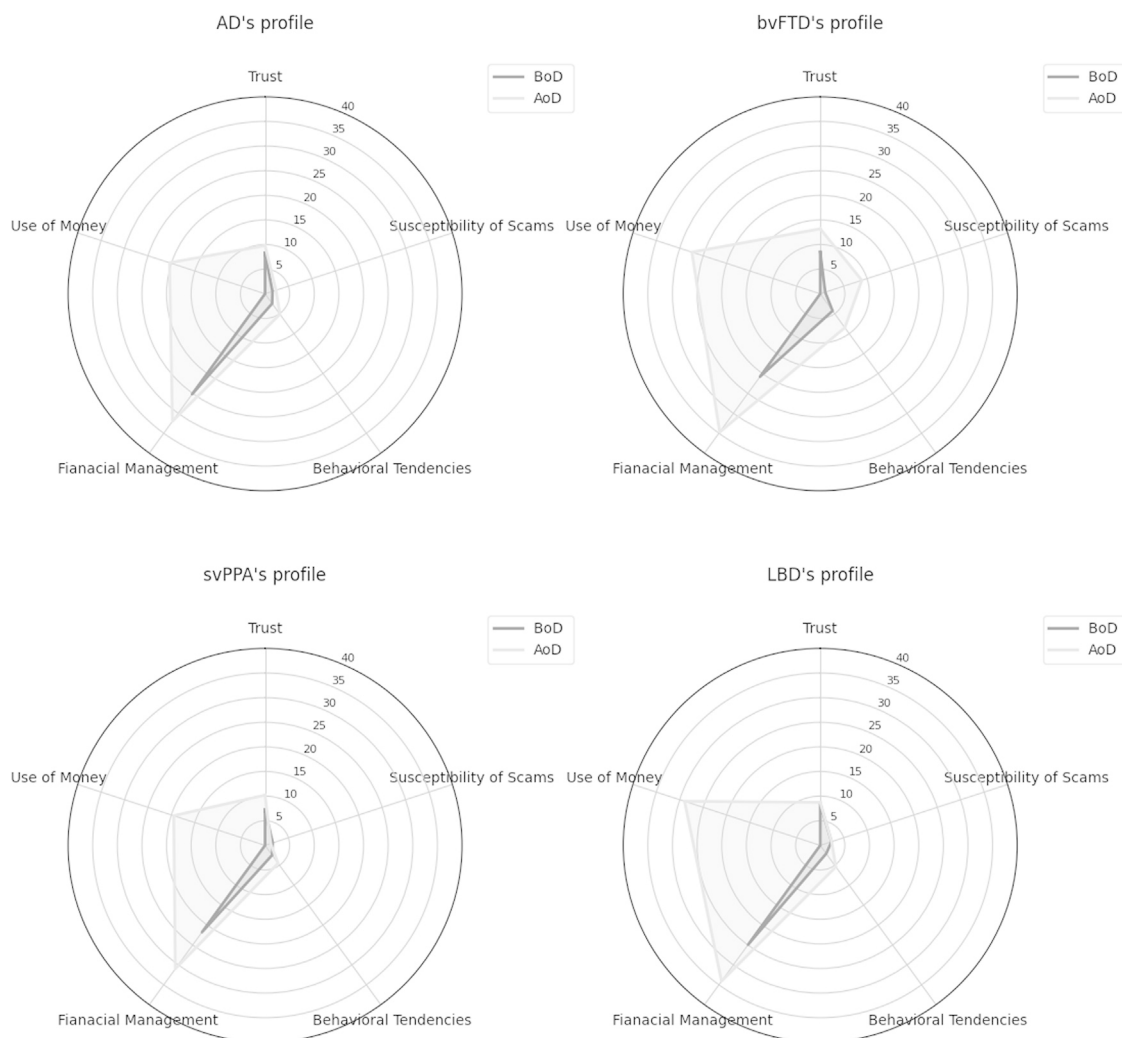 AD's profile
bvFTD's profile
BoD
AoD
BoD
AoD
Trust
Trust
40
35
30
25
20
15
10
5
40
35
30
25
20
15
10
5
Use of Money
Susceptibility of Scams
Use of Money
Susceptibility of Scams
Fianacial Management
Behavioral Tendencies
Fianacial Management
Behavioral Tendencies
svPPA's profile
LBD's profile
BoD
AoD
BoD
AoD
Trust
Trust
40
35
30
25
20
15
10
5
40
35
30
25
20
15
10
5
Use of Money
Susceptibility of Scams
Use of Money
Susceptibility of Scams
Fianacial Management
Behavioral Tendencies
Fianacial Management
Behavioral Tendencies